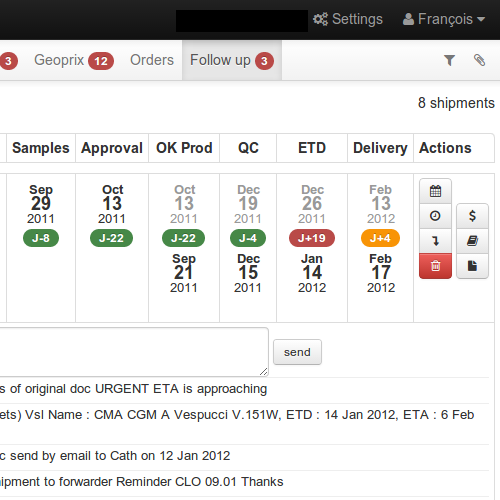 Settings François
3 Geoprix 12 Orders Follow up 3
8 shipments
Samples Approval OK Prod QC ETD Delivery Actions
Sep Oct Oct Dec Dec Feb
29 13 13 19 26 13
2011 2011 2011 2011 2011 2012
J-8 J-22 J-22 J-4 J+19 J+4
Sep Dec Jan Feb
21 15 14 17
2011 2011 2012 2012
$
send
s of original doc URGENT ETA is approaching
ets) Vsl Name : CMA CGM A Vespucci V.151W, ETD : 14 Jan 2012, ETA : 6 Feb
c send by email to Cath on 12 Jan 2012
hipment to forwarder Reminder CLO 09.01 Thanks